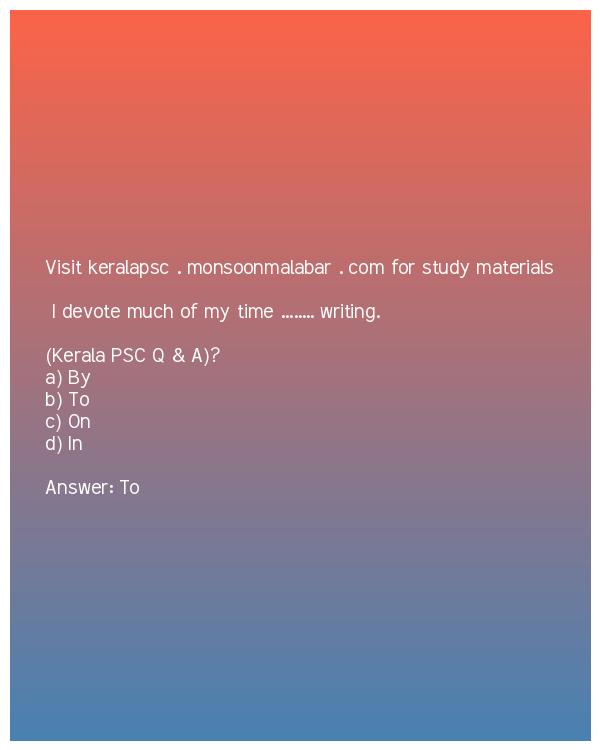 Visit keralapsc . monsoonmalabar . com for study materials
I devote much of my time ........ writing.
(Kerala PSC Q & A)?
a) By
b) To
c) On
d) In
Answer: To